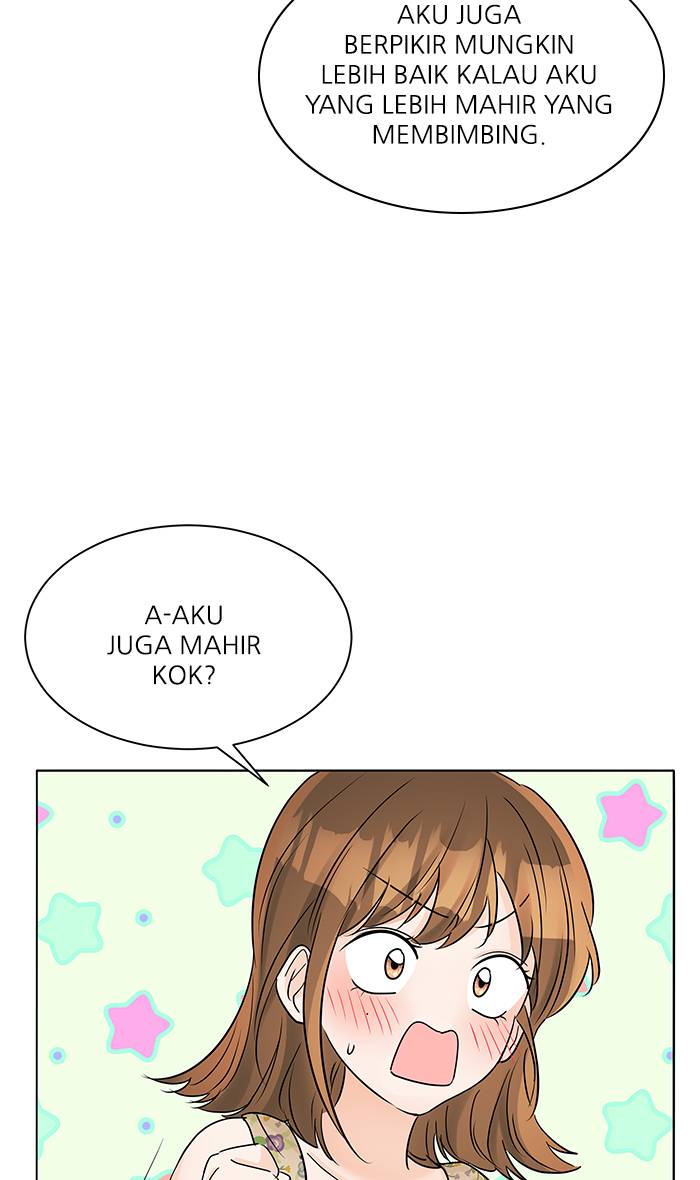 AKU JUGA
BERPIKIR MUNGKIN
LEBIH BAIK KALAU AKU
YANG LEBIH MAHIR YANG
MEMBIMBING.
A-AKU
JUGA MAHIR
KOK?